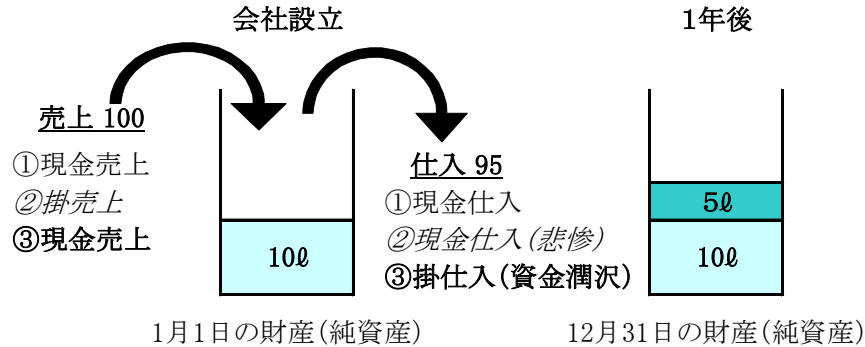 会社設立
1年後
売上 100
①現金売上
②掛売上
③現金売上
仕入 95
①現金仕入
②現金仕入(悲惨)
③掛仕入(資金潤沢)
10ℓ
5ℓ
10ℓ
1月1日の財産(純資産)
12月31日の財産(純資産)